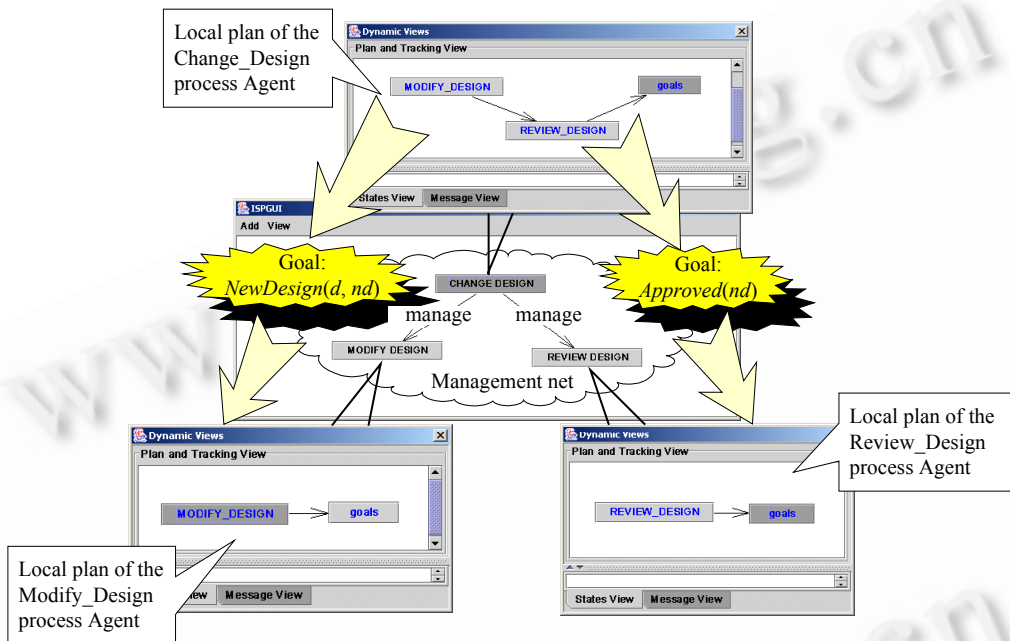 Local plan of the
Change_Design
process Agent
Dynamic Views
Plan and Tracking View
MODIFY_DESIGN
goals
REVIEW_DESIGN
States View
Message View
ISPGUI
Add View
Goal:
NewDesign(d, nd)
Goal:
Approved(nd)
CHANGE DESIGN
manage
manage
MODIFY DESIGN
REVIEW DESIGN
Management net
Local plan of the
Review_Design
process Agent
Dynamic Views
Plan and Tracking View
MODIFY_DESIGN
goals
Message View
Local plan of the
Modify_Design
process Agent
Dynamic Views
Plan and Tracking View
REVIEW_DESIGN
goals
States View
Message View